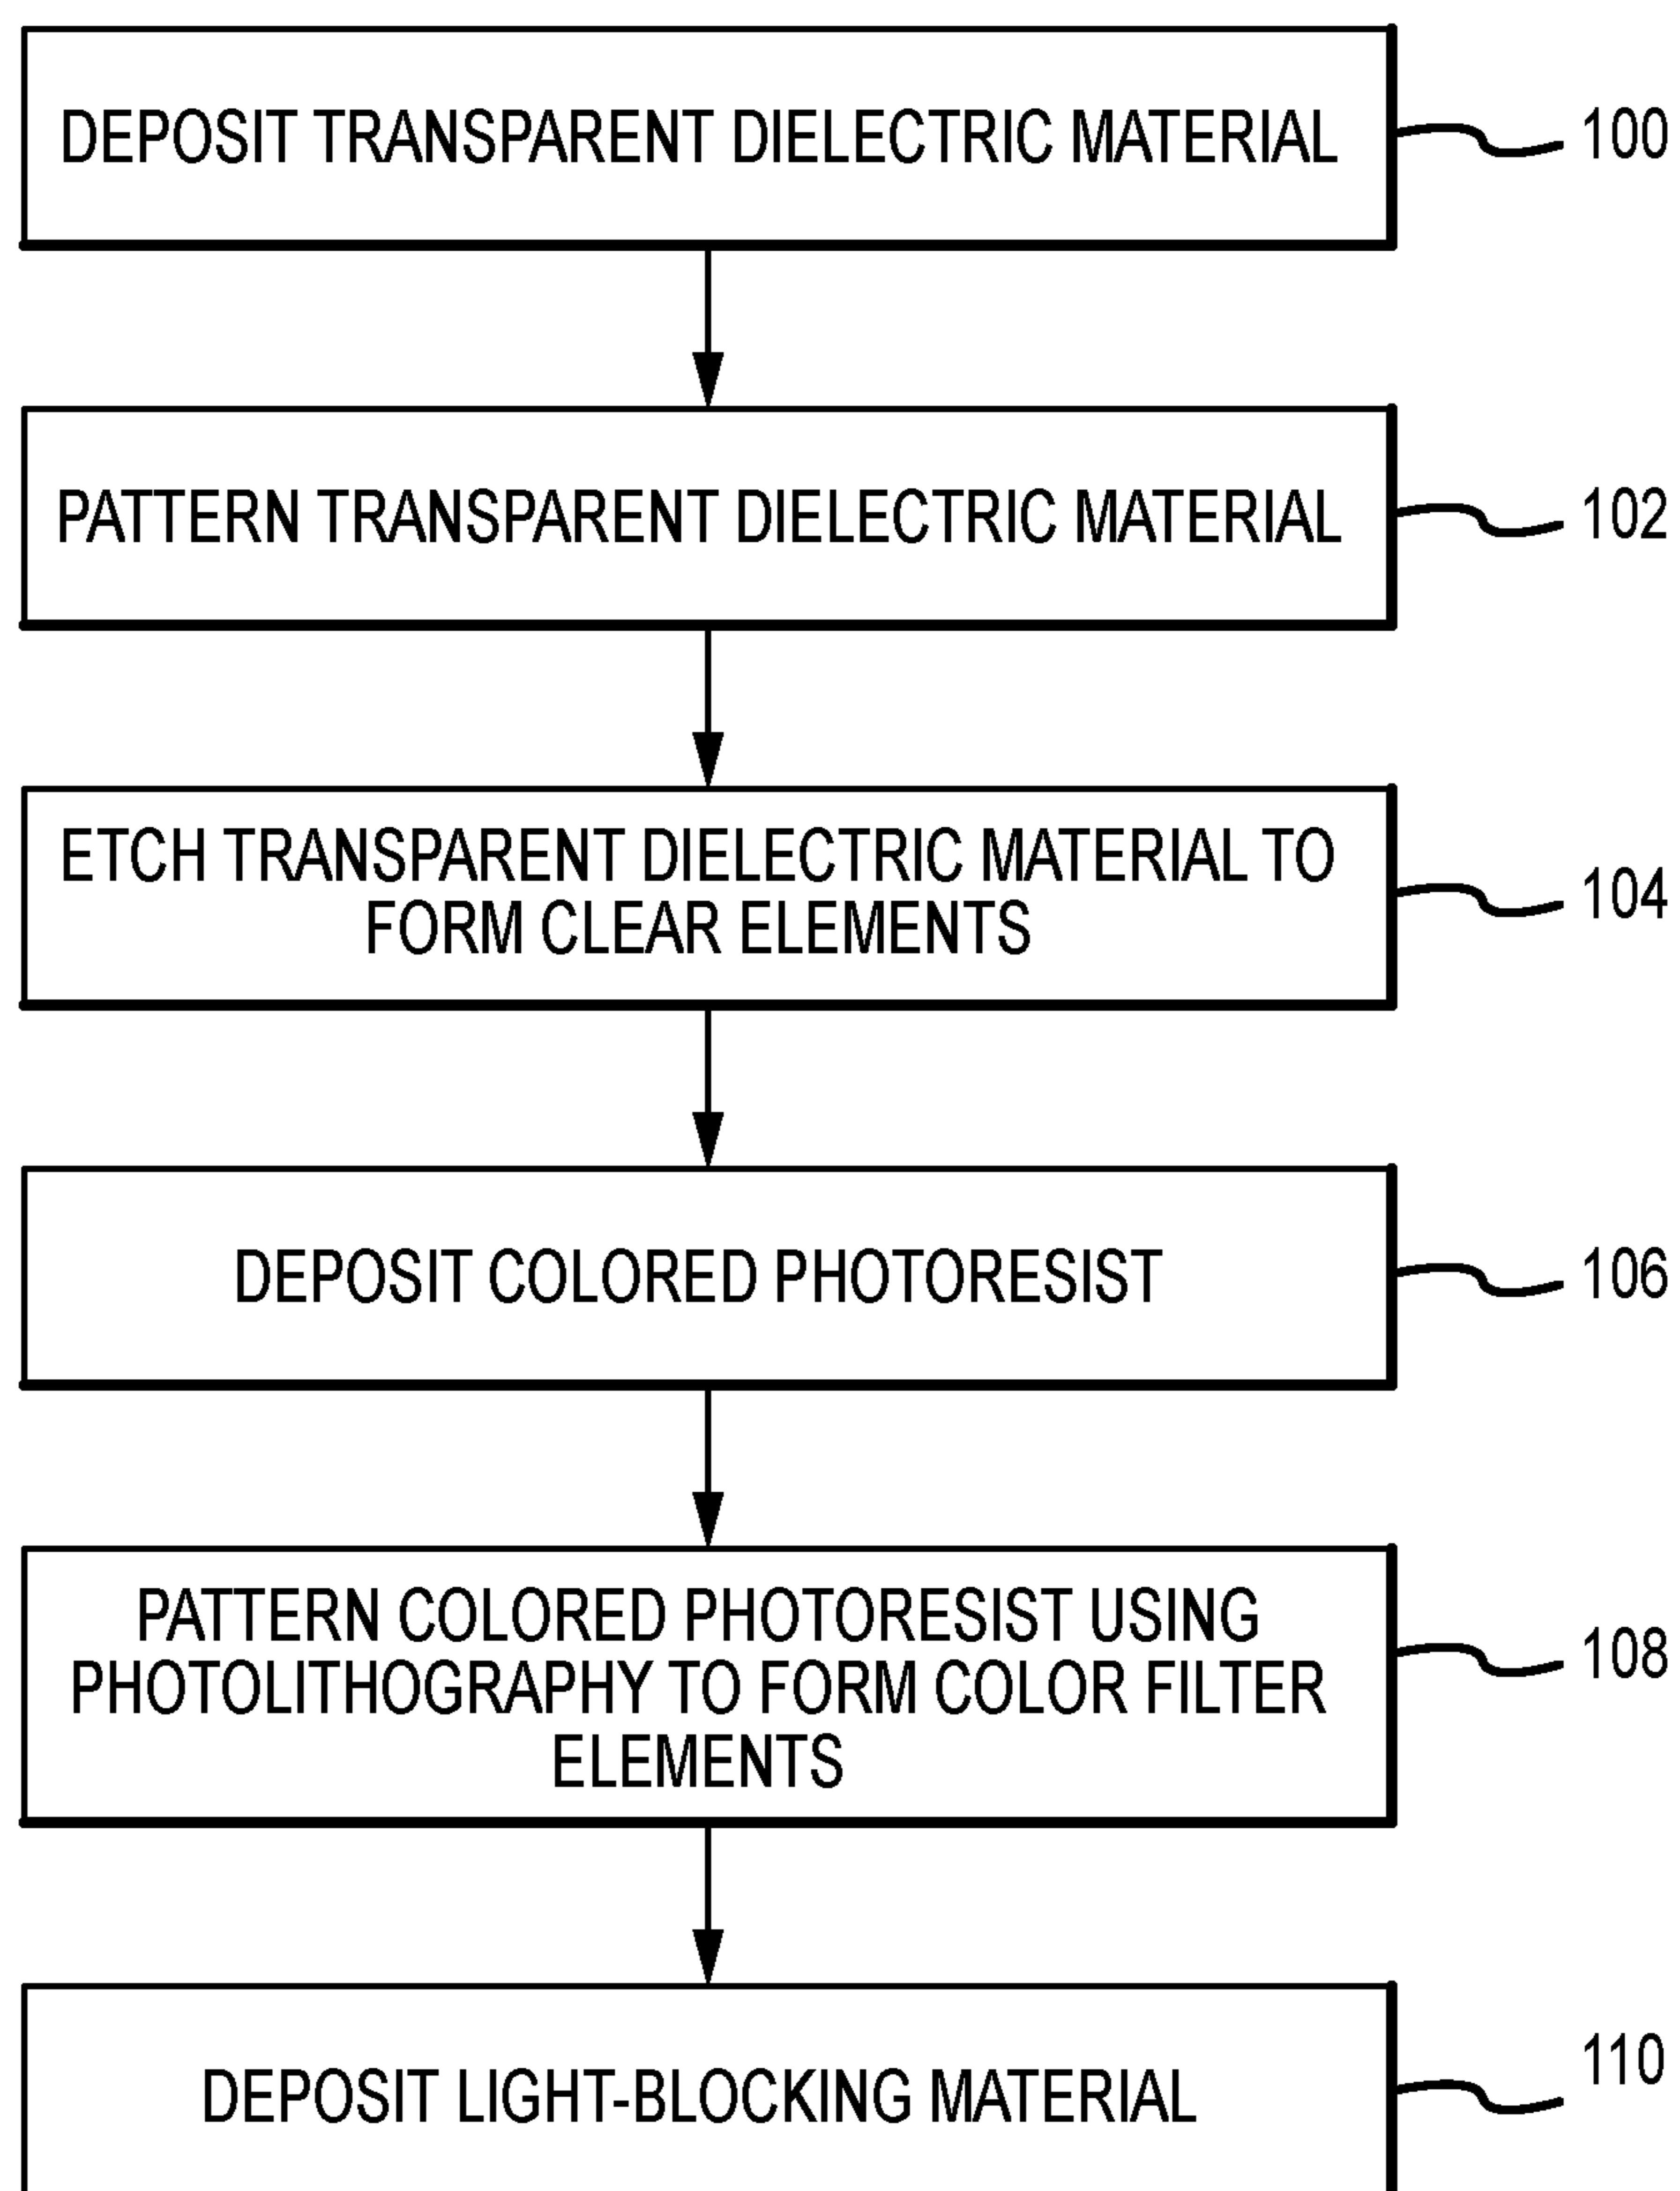 DEPOSIT TRANSPARENT DIELECTRIC MATERIAL
100
PATTERN TRANSPARENT DIELECTRIC MATERIAL
102
ETCH TRANSPARENT DIELECTRIC MATERIAL TO
FORM CLEAR ELEMENTS
104
DEPOSIT COLORED PHOTORESIST
106
PATTERN COLORED PHOTORESIST USING
PHOTOLITHOGRAPHY TO FORM COLOR FILTER
ELEMENTS
108
DEPOSIT LIGHT-BLOCKING MATERIAL
110